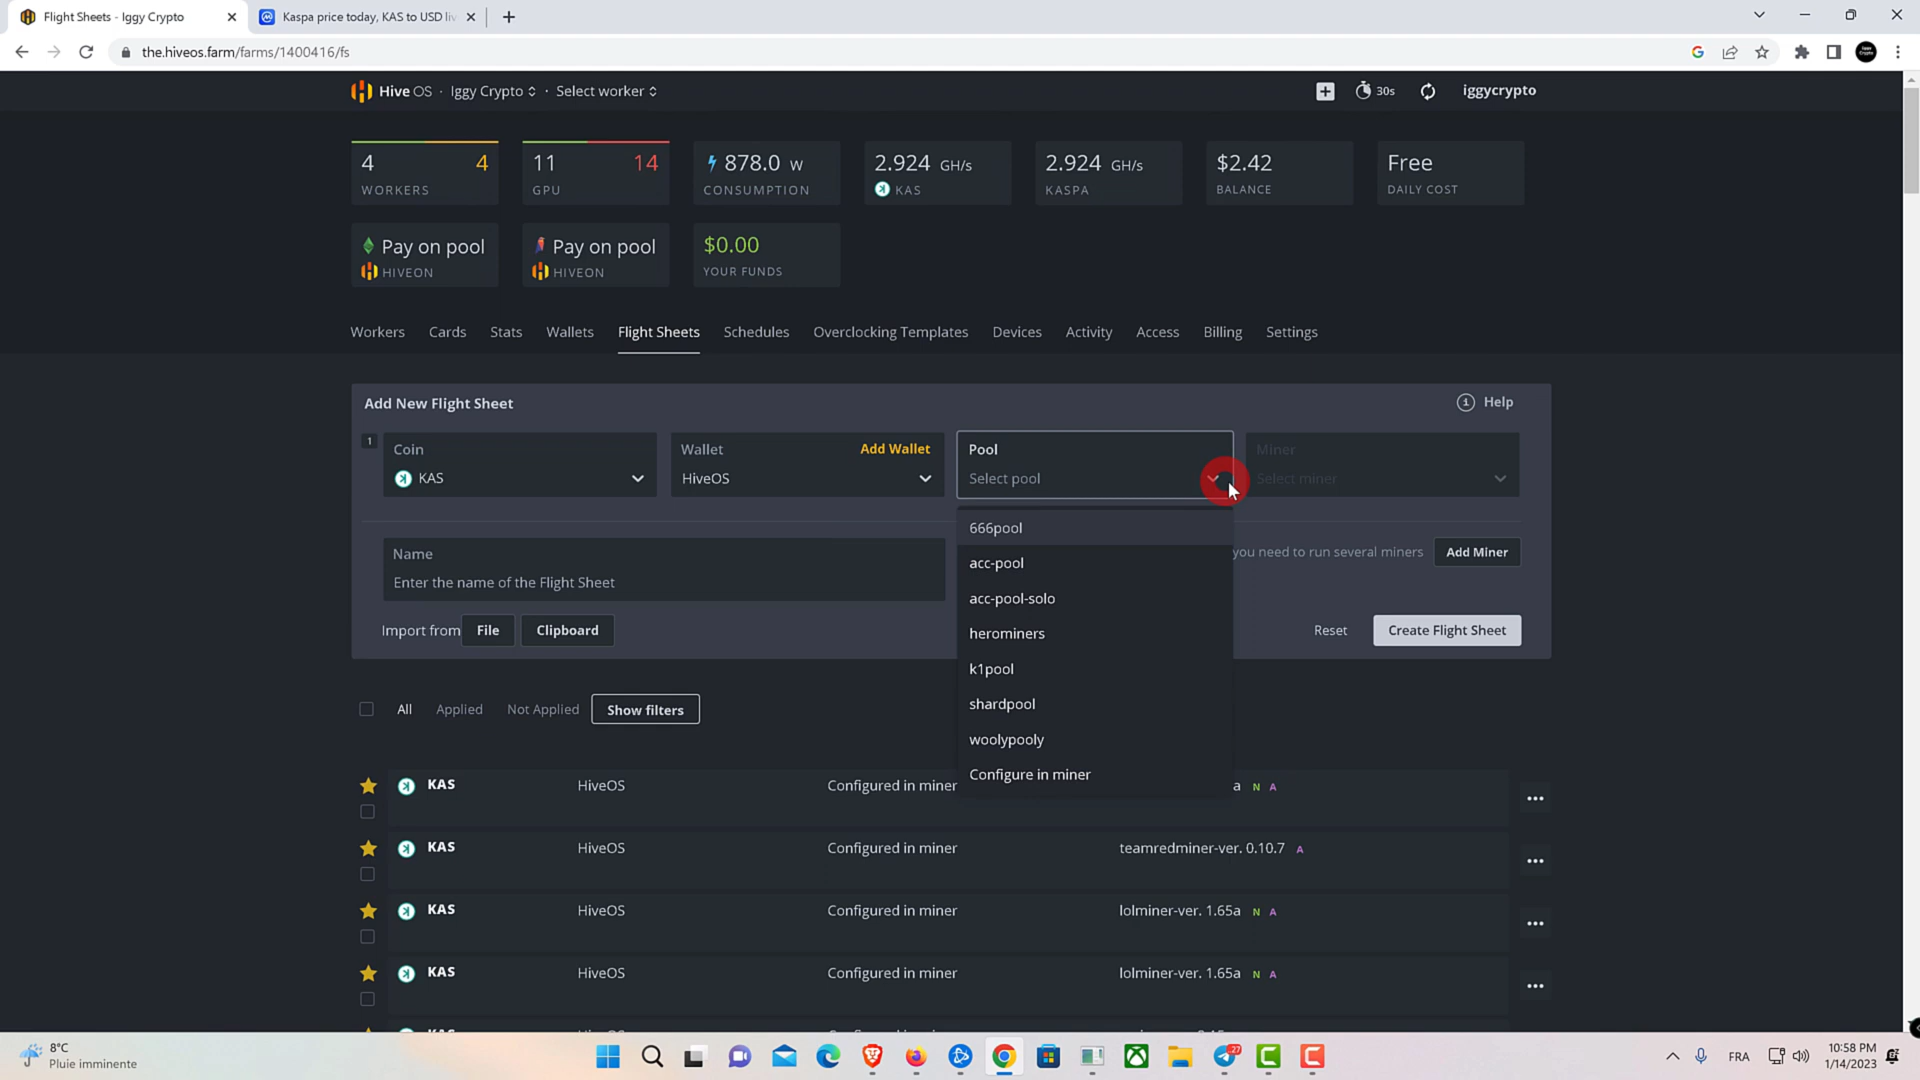 Flight Sheets - Iggy Crypto
Kaspa price today, KAS to USD liv
the.hiveos.farm/farms/1400416/fs
Hive OS · Iggy Crypto · Select worker
30s
iggycrypto
4 4
WORKERS
11 14
GPU
878.0 W
CONSUMPTION
2.924 GH/s
KAS
2.924 GH/s
KASPA
$2.42
BALANCE
Free
DAILY COST
Pay on pool
HIVEON
Pay on pool
HIVEON
$0.00
YOUR FUNDS
Workers Cards Stats Wallets Flight Sheets Schedules Overclocking Templates Devices Activity Access Billing Settings
Add New Flight Sheet
Help
1
Coin
KAS
Wallet Add Wallet
HiveOS
Pool
Select pool
Miner
Select miner
666pool
acc-pool
acc-pool-solo
herominers
k1pool
shardpool
woolypooly
Configure in miner
Name
Enter the name of the Flight Sheet
you need to run several miners Add Miner
Import from File Clipboard
Reset Create Flight Sheet
All Applied Not Applied Show filters
KAS HiveOS Configured in miner a N A
KAS HiveOS Configured in miner teamredminer-ver. 0.10.7 A
KAS HiveOS Configured in miner lolminer-ver. 1.65a N A
KAS HiveOS Configured in miner lolminer-ver. 1.65a N A
8°C
Pluie imminente
27
FRA
10:58 PM
1/14/2023